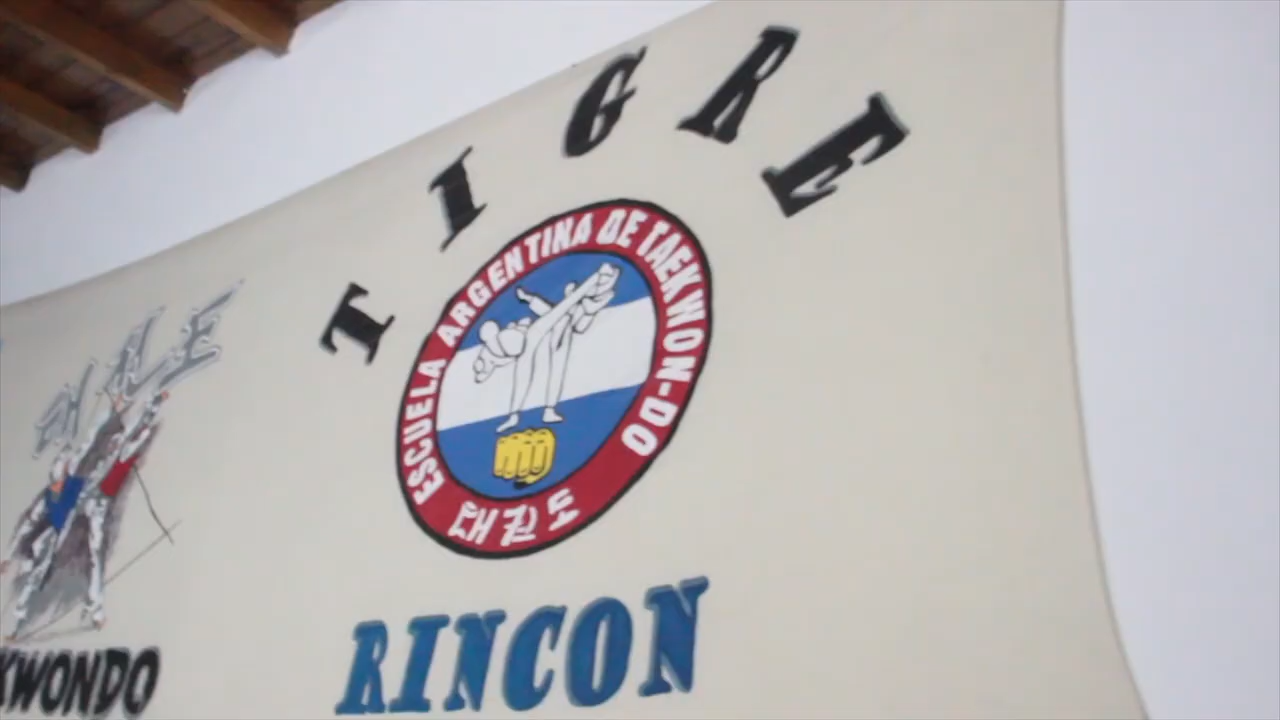 TIGRE
ESCUELA ARGENTINA DE TAEKWON-DO
태권도
RINCON
KWONDO